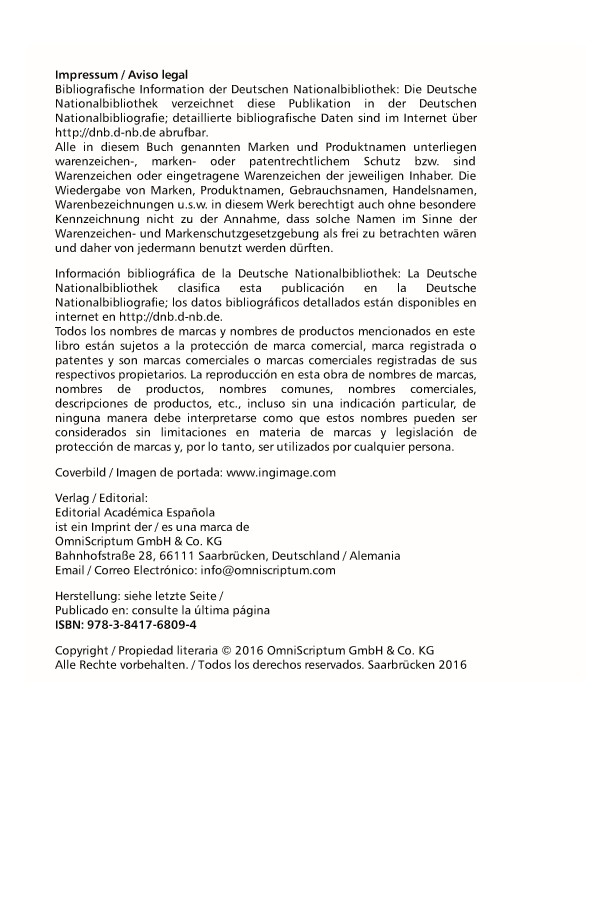 Impressum / Aviso legal
Bibliografische Information der Deutschen Nationalbibliothek: Die Deutsche
Nationalbibliothek verzeichnet diese Publikation in der Deutschen
Nationalbibliografie; detaillierte bibliografische Daten sind im Internet über
http://dnb.d-nb.de abrufbar.
Alle in diesem Buch genannten Marken und Produktnamen unterliegen
warenzeichen-, marken- oder patentrechtlichem Schutz bzw. sind
Warenzeichen oder eingetragene Warenzeichen der jeweiligen Inhaber. Die
Wiedergabe von Marken, Produktnamen, Gebrauchsnamen, Handelsnamen,
Warenbezeichnungen u.s.w. in diesem Werk berechtigt auch ohne besondere
Kennzeichnung nicht zu der Annahme, dass solche Namen im Sinne der
Warenzeichen- und Markenschutzgesetzgebung als frei zu betrachten wären
und daher von jedermann benutzt werden dürften.
Información bibliográfica de la Deutsche Nationalbibliothek: La Deutsche
Nationalbibliothek clasifica esta publicación en la Deutsche
Nationalbibliografie; los datos bibliográficos detallados están disponibles en
internet en http://dnb.d-nb.de.
Todos los nombres de marcas y nombres de productos mencionados en este
libro están sujetos a la protección de marca comercial, marca registrada o
patentes y son marcas comerciales o marcas comerciales registradas de sus
respectivos propietarios. La reproducción en esta obra de nombres de marcas,
nombres de productos, nombres comunes, nombres comerciales,
descripciones de productos, etc., incluso sin una indicación particular, de
ninguna manera debe interpretarse como que estos nombres pueden ser
considerados sin limitaciones en materia de marcas y legislación de
protección de marcas y, por lo tanto, ser utilizados por cualquier persona.
Coverbild / Imagen de portada: www.ingimage.com
Verlag / Editorial:
Editorial Académica Española
ist ein Imprint der / es una marca de
OmniScriptum GmbH & Co. KG
Bahnhofstraße 28, 66111 Saarbrücken, Deutschland / Alemania
Email / Correo Electrónico: info@omniscriptum.com
Herstellung: siehe letzte Seite /
Publicado en: consulte la última página
ISBN: 978-3-8417-6809-4
Copyright / Propiedad literaria © 2016 OmniScriptum GmbH & Co. KG
Alle Rechte vorbehalten. / Todos los derechos reservados. Saarbrücken 2016